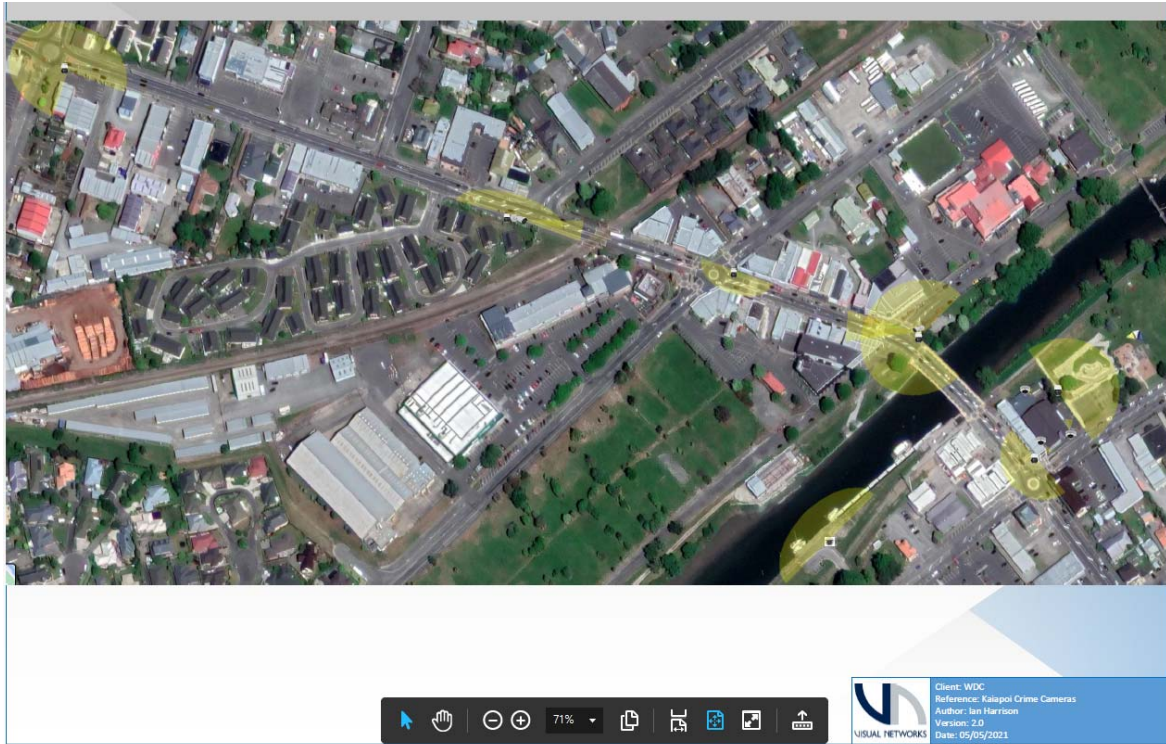 Client: WDC
Reference: Kaiapoi Crime Cameras
Author: Ian Harrison
Version: 2.0
Date: 05/05/2021
VISUAL NETWORKS
71%